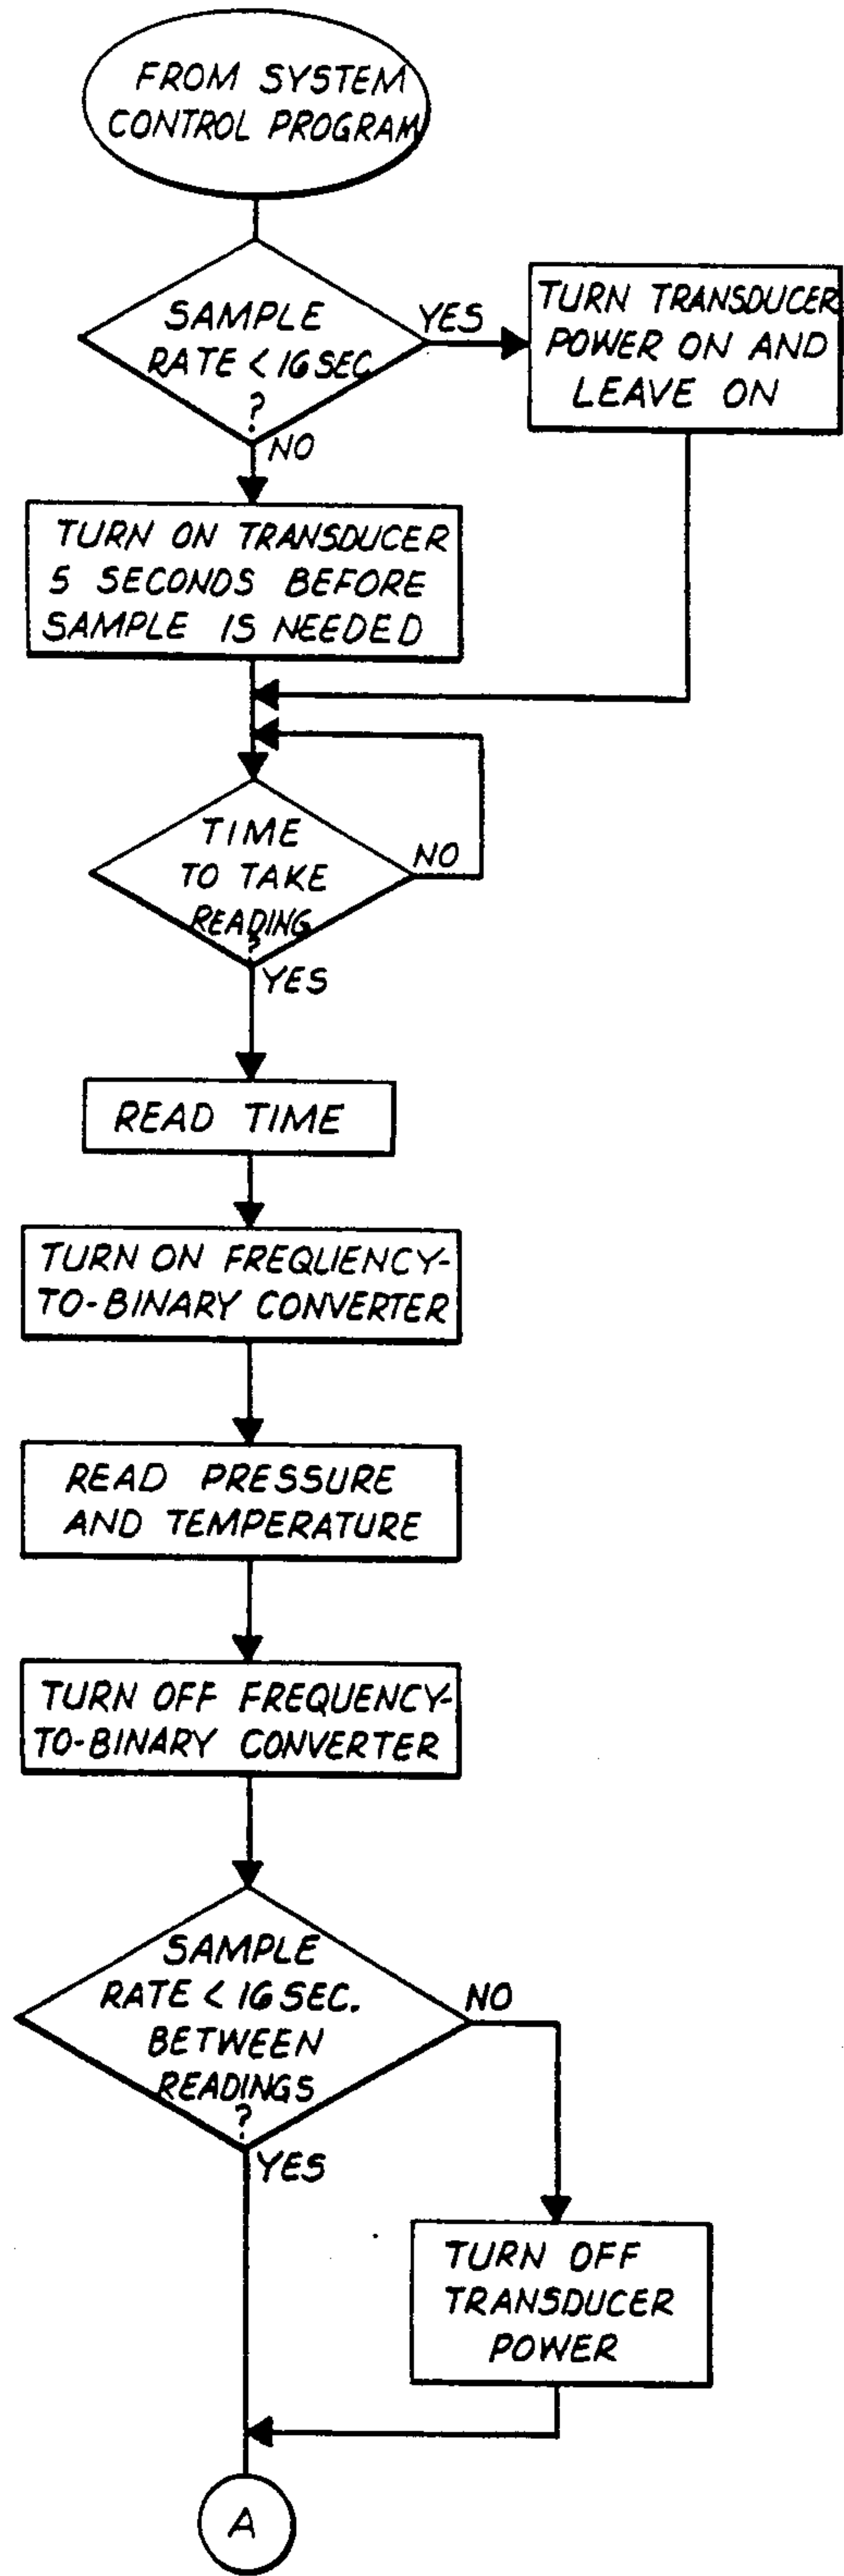 FROM SYSTEM
CONTROL PROGRAM
SAMPLE
RATE < 16 SEC
?
YES
NO
TURN TRANSDUCER
POWER ON AND
LEAVE ON
TURN ON TRANSDUCER
5 SECONDS BEFORE
SAMPLE IS NEEDED
TIME
TO TAKE
READING
?
NO
YES
READ TIME
TURN ON FREQUENCY-
TO-BINARY CONVERTER
READ PRESSURE
AND TEMPERATURE
TURN OFF FREQUENCY-
TO-BINARY CONVERTER
SAMPLE
RATE < 16 SEC.
BETWEEN
READINGS
?
NO
YES
TURN OFF
TRANSDUCER
POWER
A